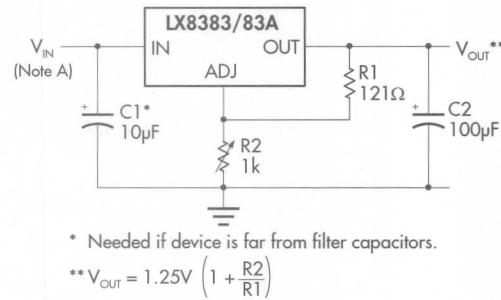 LX8383/83A
V_IN
(Note A)
IN
OUT
ADJ
V_OUT**
R1
121Ω
C1*
10µF
R2
1k
C2
100µF
* Needed if device is far from filter capacitors.
** V_OUT = 1.25V (1 + R2/R1)